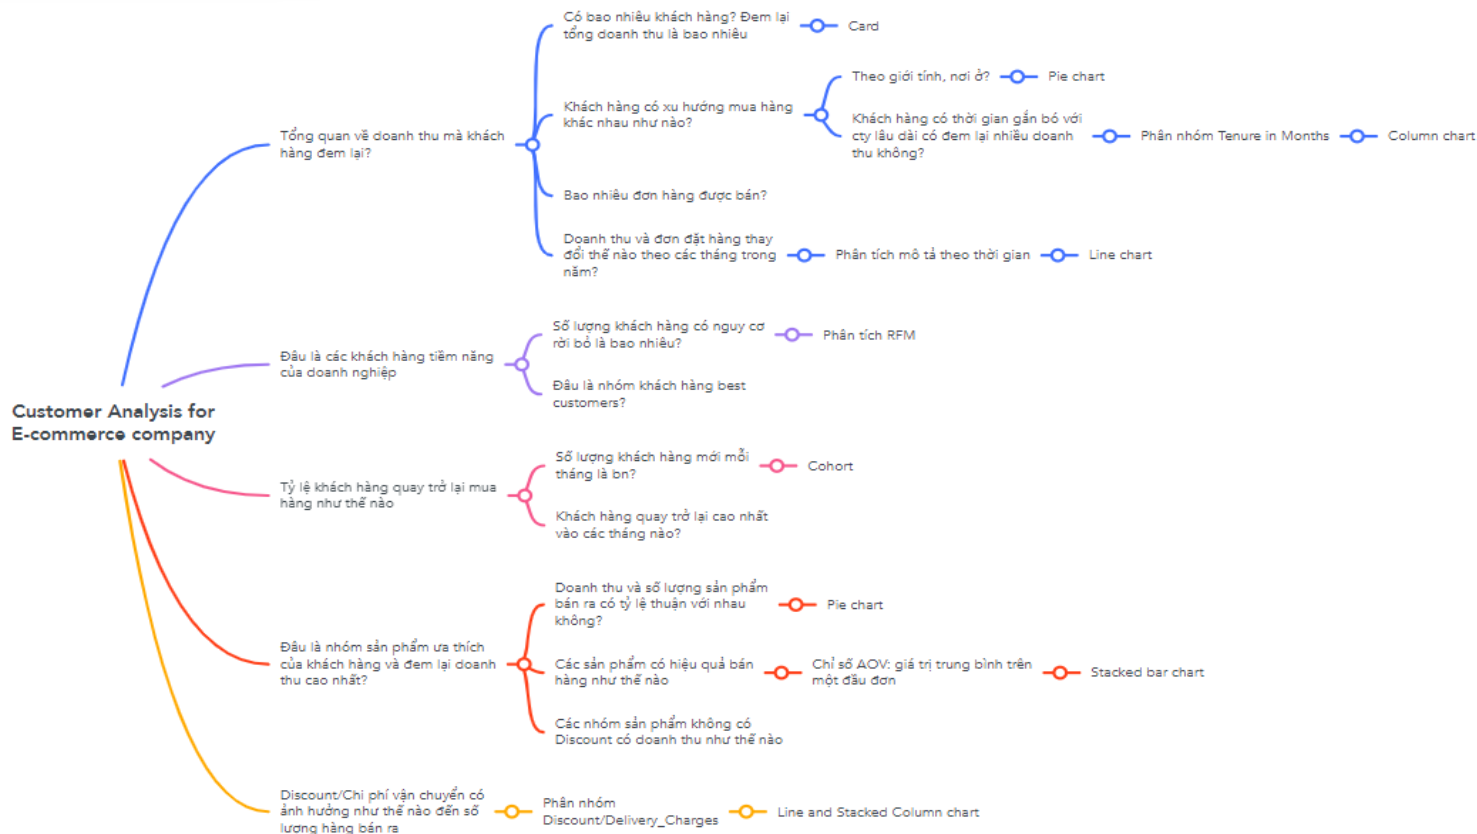 Customer Analysis for
E-commerce company
Tổng quan về doanh thu mà khách
hàng đem lại?
Có bao nhiêu khách hàng? Đem lại
tổng doanh thu là bao nhiêu
Card
Khách hàng có xu hướng mua hàng
khác nhau như nào?
Theo giới tính, nơi ở?
Pie chart
Khách hàng có thời gian gắn bó với
cty lâu dài có đem lại nhiều doanh
thu không?
Phân nhóm Tenure in Months
Column chart
Bao nhiêu đơn hàng được bán?
Doanh thu và đơn đặt hàng thay
đổi thế nào theo các tháng trong
năm?
Phân tích mô tả theo thời gian
Line chart
Đâu là các khách hàng tiềm năng
của doanh nghiệp
Số lượng khách hàng có nguy cơ
rời bỏ là bao nhiêu?
Phân tích RFM
Đâu là nhóm khách hàng best
customers?
Tỷ lệ khách hàng quay trở lại mua
hàng như thế nào
Số lượng khách hàng mới mỗi
tháng là bn?
Cohort
Khách hàng quay trở lại cao nhất
vào các tháng nào?
Đâu là nhóm sản phẩm ưa thích
của khách hàng và đem lại doanh
thu cao nhất?
Doanh thu và số lượng sản phẩm
bán ra có tỷ lệ thuận với nhau
không?
Pie chart
Các sản phẩm có hiệu quả bán
hàng như thế nào
Chỉ số AOV: giá trị trung bình trên
một đầu đơn
Stacked bar chart
Các nhóm sản phẩm không có
Discount có doanh thu như thế nào
Discount/Chi phí vận chuyển có
ảnh hưởng như thế nào đến số
lượng hàng bán ra
Phân nhóm
Discount/Delivery_Charges
Line and Stacked Column chart